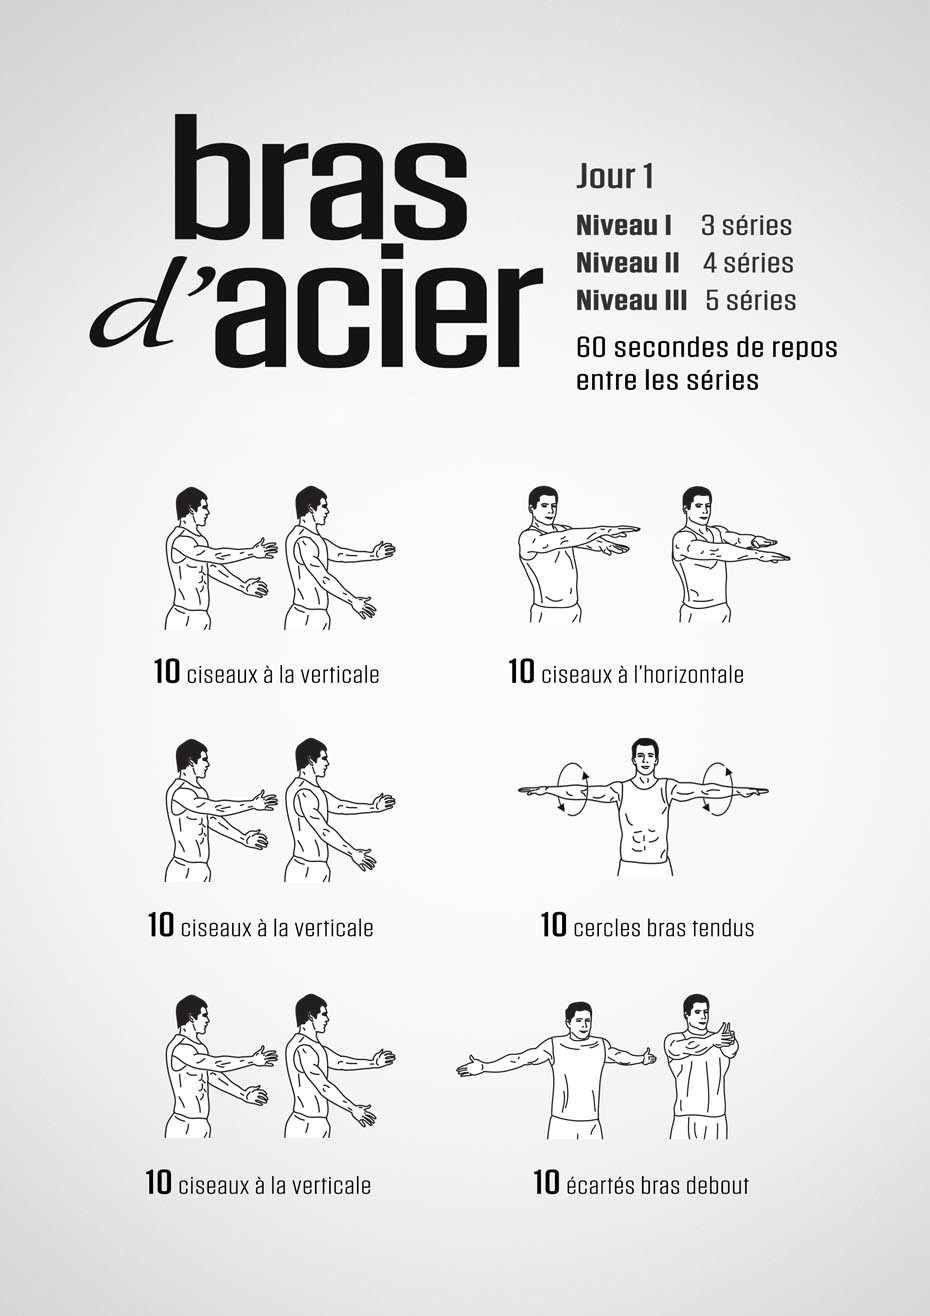 bras
d'acier
Jour 1
Niveau I 3 séries
Niveau II 4 séries
Niveau III 5 séries
60 secondes de repos
entre les séries
10 ciseaux à la verticale
10 ciseaux à l'horizontale
10 ciseaux à la verticale
10 cercles bras tendus
10 ciseaux à la verticale
10 écartés bras debout